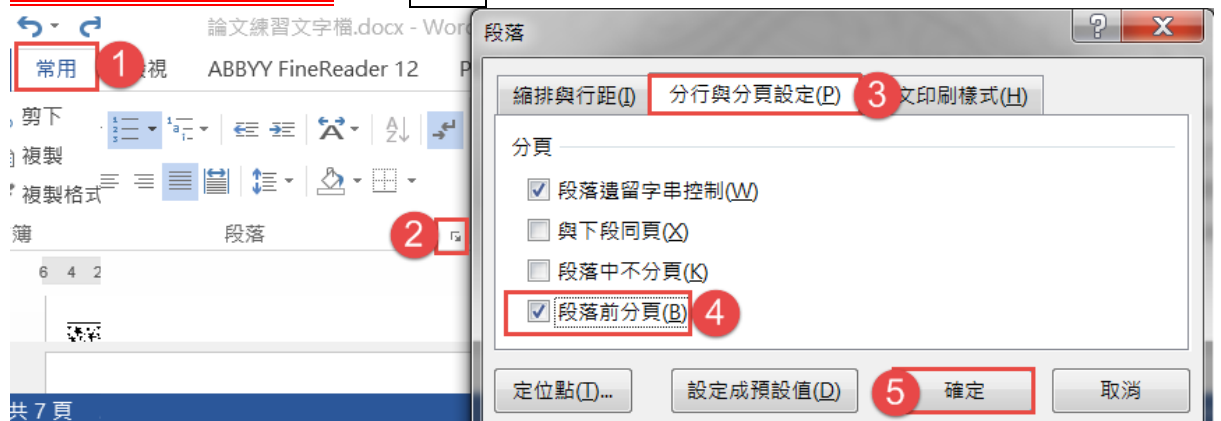 論文練習文字檔.docx - Word
常用 1 檢視 ABBYY FineReader 12 P
剪下
複製
複製格式
簿 段落 2
6 4 2
共 7 頁
段落
縮排與行距(I) 分行與分頁設定(P) 3 文印刷樣式(H)
分頁
段落遺留字串控制(W)
與下段同頁(X)
段落中不分頁(K)
段落前分頁(B) 4
定位點(T)... 設定成預設值(D) 5 確定 取消